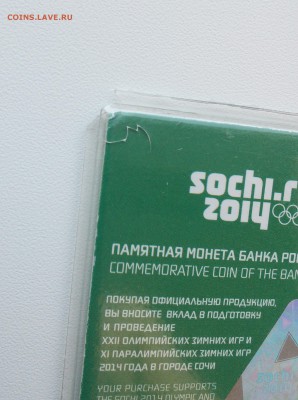 COINS.LAVE.RU
sochi.r
2014
ПАМЯТНАЯ МОНЕТА БАНКА РО
COMMEMORATIVE COIN OF THE BAN
ПОКУПАЯ ОФИЦИАЛЬНУЮ ПРОДУКЦИЮ,
ВЫ ВНОСИТЕ ВКЛАД В ПОДГОТОВКУ
И ПРОВЕДЕНИЕ
XXII ОЛИМПИЙСКИХ ЗИМНИХ ИГР И
XI ПАРАЛИМПИЙСКИХ ЗИМНИХ ИГР
2014 ГОДА В ГОРОДЕ СОЧИ
YOUR PURCHASE SUPPORTS
THE SOCHI 2014 OLYMPIC AND